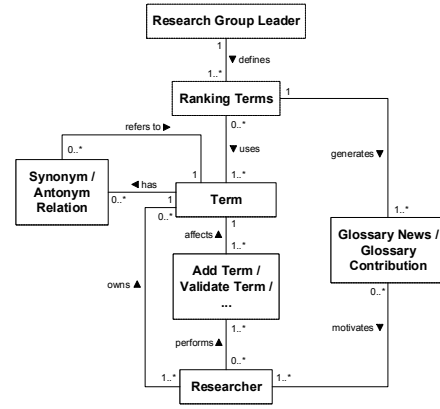 Research Group Leader
1
▼ defines
1..*
Ranking Terms
1
0..*
refers to ►
▼ uses
0..*
generates ▼
Synonym /
Antonym
Relation
◄ has
1
1..*
0..*
1
Term
0..*
1
1..*
affects ▲
1..*
Glossary News /
Glossary
Contribution
Add Term /
Validate Term /
...
0..*
owns ▲
1..*
motivates ▼
performs ▲
0..*
1..*
Researcher
1..*